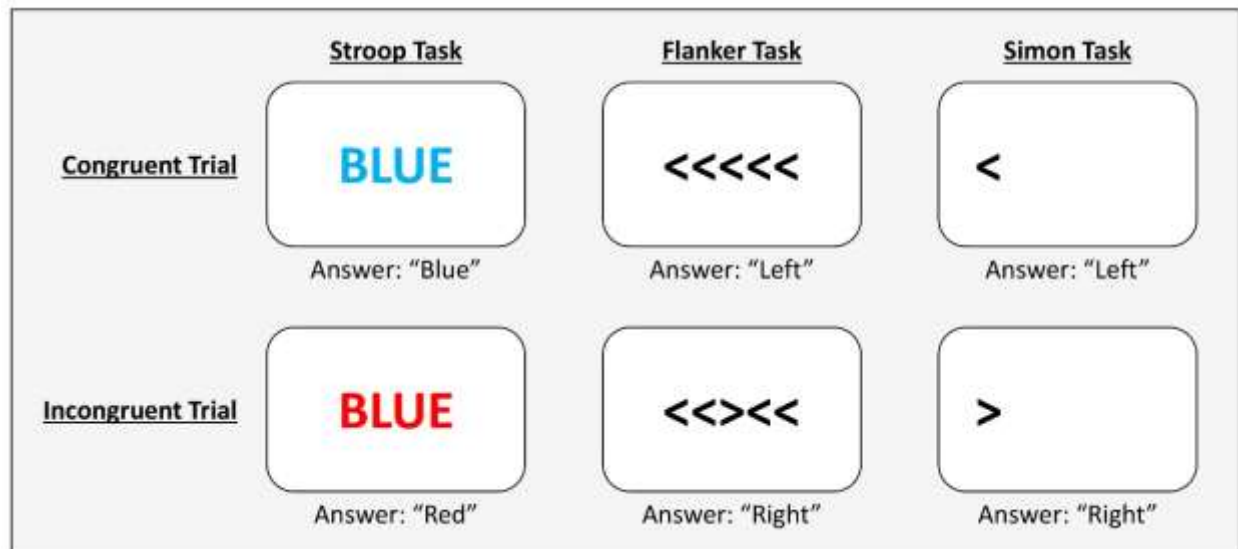 Stroop Task Flanker Task Simon Task
Congruent Trial BLUE <<<<< <
Answer: “Blue” Answer: “Left” Answer: “Left”
Incongruent Trial BLUE <<><< >
Answer: “Red” Answer: “Right” Answer: “Right”